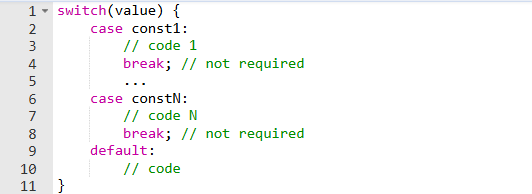 1 switch(value) {
2 case const1:
3 // code 1
4 break; // not required
5 ...
6 case constN:
7 // code N
8 break; // not required
9 default:
10 // code
11 }